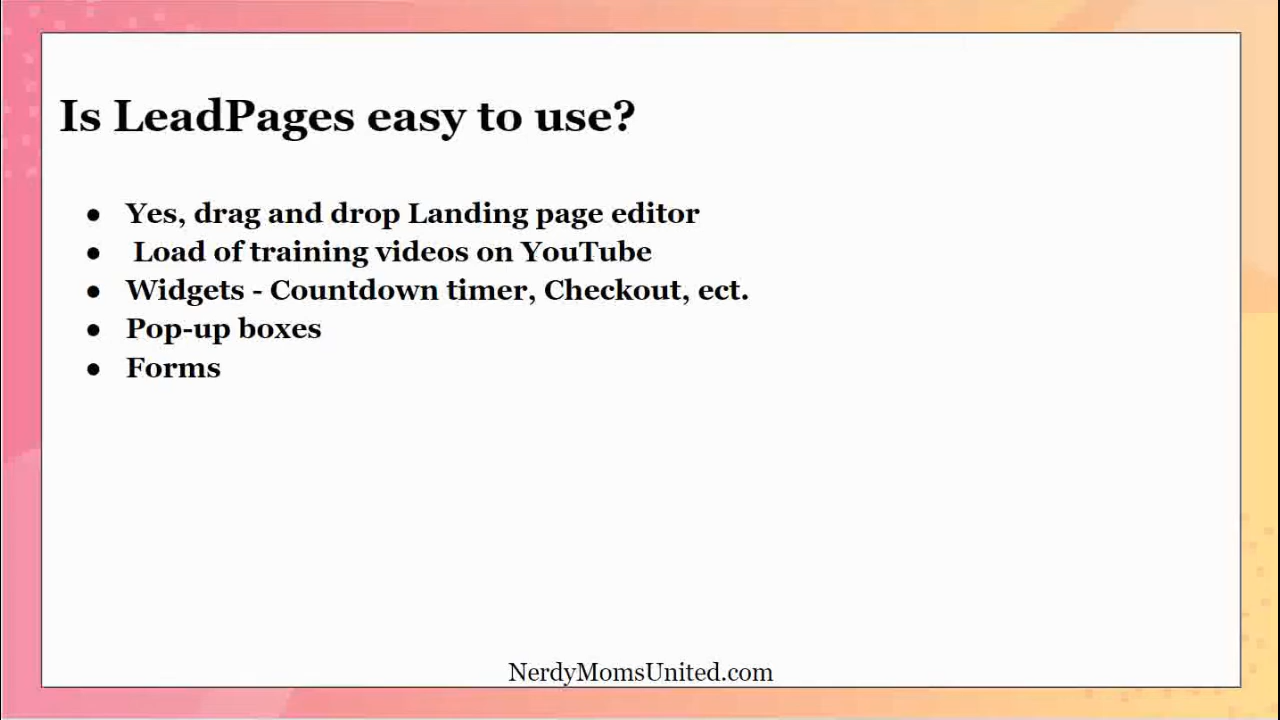 Is LeadPages easy to use?
● Yes, drag and drop Landing page editor
● Load of training videos on YouTube
● Widgets - Countdown timer, Checkout, ect.
● Pop-up boxes
● Forms
NerdyMomsUnited.com